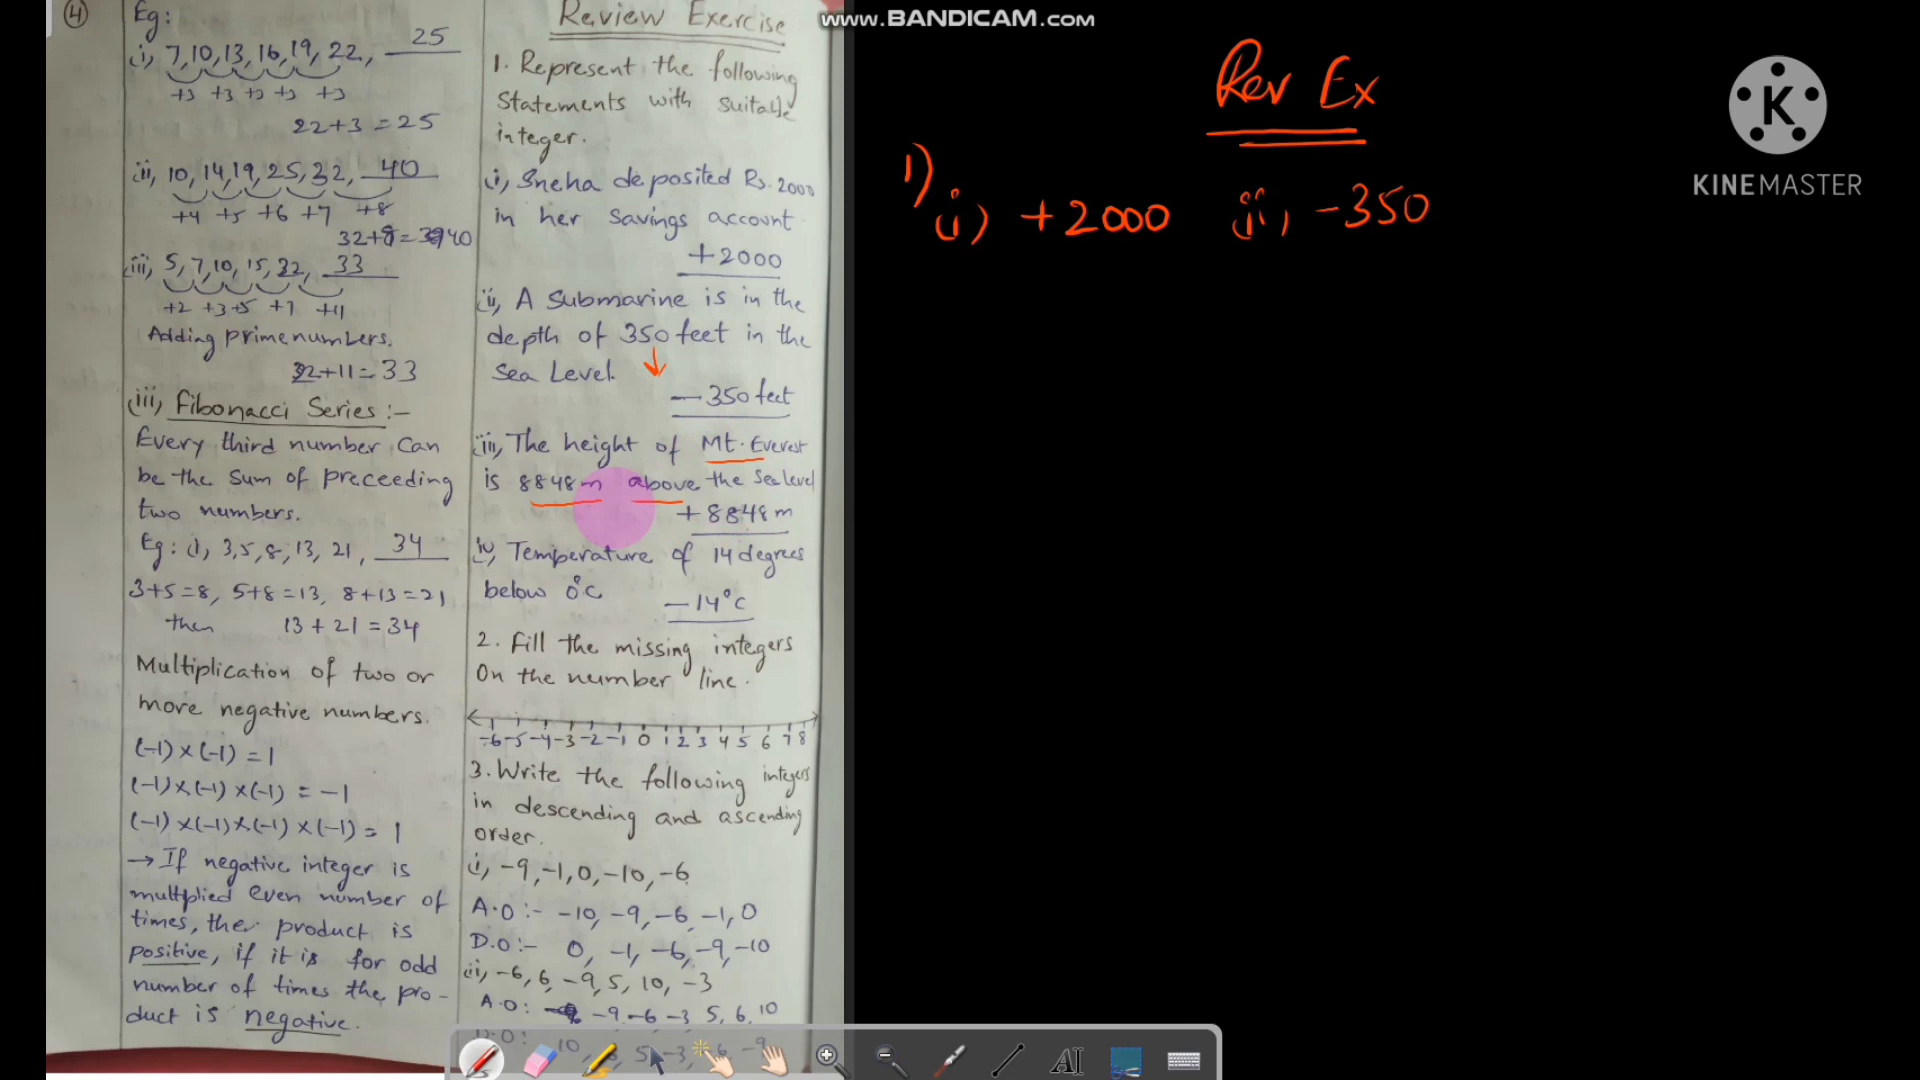 4
Eg:
i, 7,10,13,16,19,22, 25
+3 +3 +3 +3 +3
22+3 =25
ii, 10, 14,19, 25, 32, 40
+4 +5 +6 +7 +8
32+8=40
iii, 5, 7,10, 15, 22, 33
+2 +3 +5 +7 +11
Adding prime numbers.
22+11=33
iii, Fibonacci Series :-
Every third number can
be the sum of preceeding
two numbers.
Eg: i, 3,5,8,13, 21, 34
3+5=8, 5+8=13, 8+13=21,
then 13 + 21 = 34
Multiplication of two or
more negative numbers.
(-1)×(-1) =1
(-1)×(-1)×(-1) = -1
(-1)×(-1)×(-1)×(-1) = 1
→ If negative integer is
multiplied even number of
times, the product is
positive, if it is for odd
number of times the pro-
duct is negative.
Review Exercise
1. Represent the following
Statements with suitable
integer.
i, Sneha deposited Rs. 2000
in her savings account
+2000
ii, A submarine is in the
depth of 350 feet in the
Sea Level.
-350 feet
iii, The height of Mt. Everest
is 8848m above the sea level
+8848m
iv, Temperature of 14 degrees
below 0°C
-14°C
2. Fill the missing integers
On the number line.
-6 -5 -4 -3 -2 -1 0 1 2 3 4 5 6 7 8
3. Write the following integers
in descending and ascending
order.
i, -9, -1, 0, -10, -6
A.O :- -10, -9, -6, -1, 0
D.O :- 0, -1, -6, -9, -10
ii, -6, 6, -9, 5, 10, -3
A.O: -9 -6 -3 5, 6, 10
D.O: 10, 5, -3, -6, -9
www.BANDICAM.com
Rev Ex
1)
i) +2000 ii, -350
K
KINEMASTER
AI